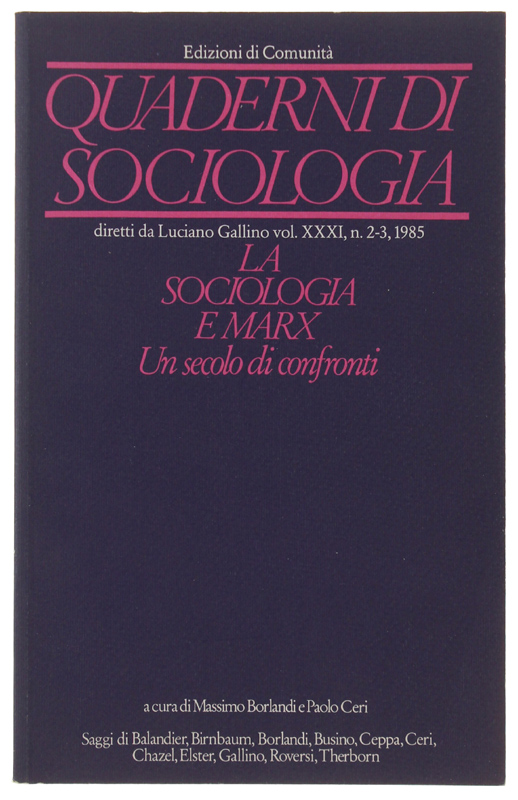 Edizioni di Comunità
QUADERNI DI
SOCIOLOGIA
diretti da Luciano Gallino vol. XXXI, n. 2-3, 1985
LA
SOCIOLOGIA
E MARX
Un secolo di confronti
a cura di Massimo Borlandi e Paolo Ceri
Saggi di Balandier, Birnbaum, Borlandi, Busino, Ceppa, Ceri,
Chazel, Elster, Gallino, Roversi, Therborn